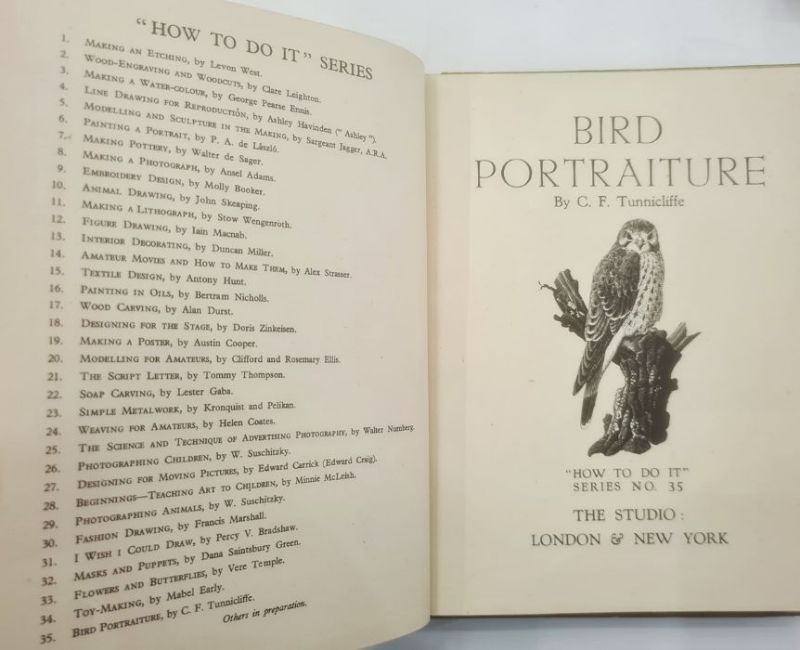 "HOW TO DO IT" SERIES
1. MAKING AN ETCHING, by Levon West.
2. WOOD-ENGRAVING AND WOODCUTS, by Clare Leighton.
3. MAKING A WATER-COLOUR, by George Pearse Ennis.
4. LINE DRAWING FOR REPRODUCTION, by Ashley Havinden ("Ashley").
5. MODELLING AND SCULPTURE IN THE MAKING, by Sargeant Jagger, A.R.A.
6. PAINTING A PORTRAIT, by P. A. de László.
7. MAKING POTTERY, by Walter de Sager.
8. MAKING A PHOTOGRAPH, by Ansel Adams.
9. EMBROIDERY DESIGN, by Molly Booker.
10. ANIMAL DRAWING, by John Skeaping.
11. MAKING A LITHOGRAPH, by Stow Wengenroth.
12. FIGURE DRAWING, by Iain Macnab.
13. INTERIOR DECORATING, by Duncan Miller.
14. AMATEUR MOVIES AND HOW TO MAKE THEM, by Alex Strasser.
15. TEXTILE DESIGN, by Antony Hunt.
16. PAINTING IN OILS, by Bertram Nicholls.
17. WOOD CARVING, by Alan Durst.
18. DESIGNING FOR THE STAGE, by Doris Zinkeisen.
19. MAKING A POSTER, by Austin Cooper.
20. MODELLING FOR AMATEURS, by Clifford and Rosemary Ellis.
21. THE SCRIPT LETTER, by Tommy Thompson.
22. SOAP CARVING, by Lester Gaba.
23. SIMPLE METALWORK, by Kronquist and Pelikan.
24. WEAVING FOR AMATEURS, by Helen Coates.
25. THE SCIENCE AND TECHNIQUE OF ADVERTISING PHOTOGRAPHY, by Walter Nurnberg.
26. PHOTOGRAPHING CHILDREN, by W. Suschitzky.
27. DESIGNING FOR MOVING PICTURES, by Edward Carrick (Edward Craig).
28. BEGINNINGS—TEACHING ART TO CHILDREN, by Minnie McLeish.
29. PHOTOGRAPHING ANIMALS, by W. Suschitzky.
30. FASHION DRAWING, by Francis Marshall.
31. I WISH I COULD DRAW, by Percy V. Bradshaw.
32. MASKS AND PUPPETS, by Dana Saintsbury Green.
33. FLOWERS AND BUTTERFLIES, by Vere Temple.
34. TOY-MAKING, by Mabel Early.
35. BIRD PORTRAITURE, by C. F. Tunnicliffe.
Others in preparation.
BIRD
PORTRAITURE
By C. F. Tunnicliffe
"HOW TO DO IT"
SERIES NO. 35
THE STUDIO:
LONDON & NEW YORK